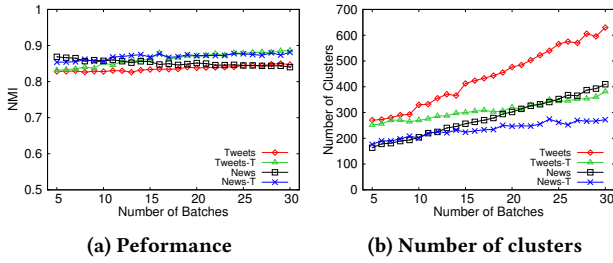 1
0.9
0.8
0.7
0.6
0.5
NMI
5 10 15 20 25 30
Number of Batches
Tweets
Tweets-T
News
News-T
(a) Peformance
700
600
500
400
300
200
100
0
Number of Clusters
5 10 15 20 25 30
Number of Batches
Tweets
Tweets-T
News
News-T
(b) Number of clusters